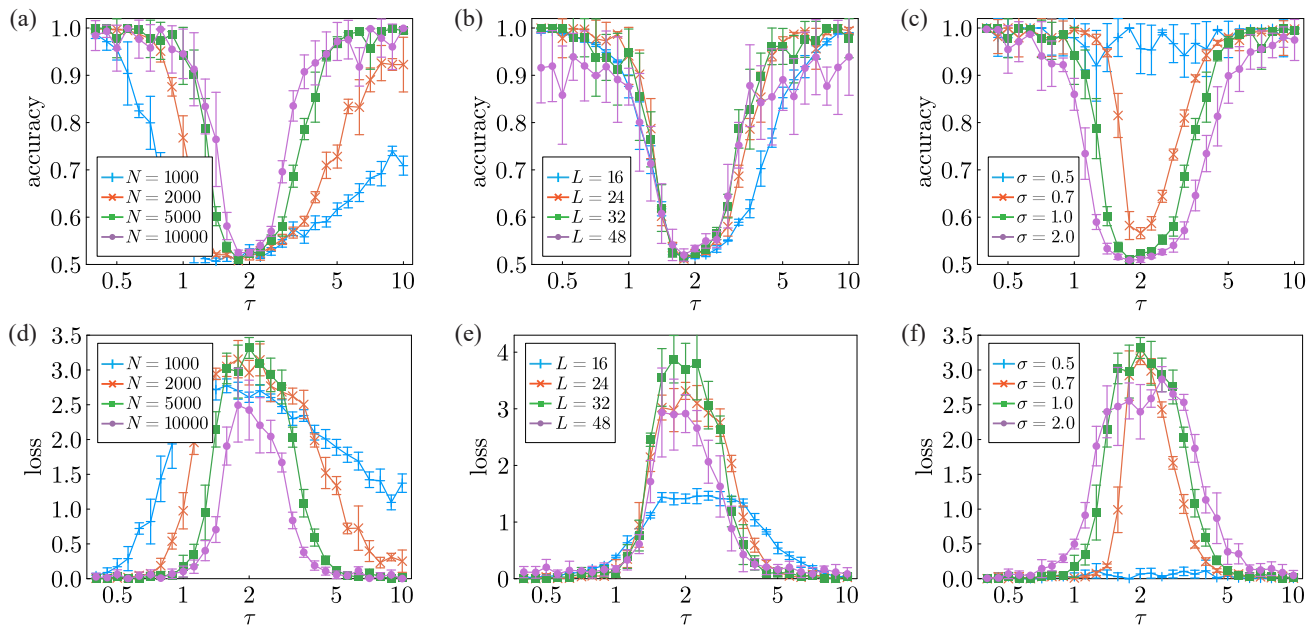 (a)
accuracy
1.0
0.9
0.8
0.7
0.6
0.5
N = 1000
N = 2000
N = 5000
N = 10000
0.5 1 2 5 10
τ
(b)
accuracy
1.0
0.9
0.8
0.7
0.6
0.5
L = 16
L = 24
L = 32
L = 48
0.5 1 2 5 10
τ
(c)
accuracy
1.0
0.9
0.8
0.7
0.6
0.5
σ = 0.5
σ = 0.7
σ = 1.0
σ = 2.0
0.5 1 2 5 10
τ
(d)
loss
3.5
3.0
2.5
2.0
1.5
1.0
0.5
0.0
N = 1000
N = 2000
N = 5000
N = 10000
0.5 1 2 5 10
τ
(e)
loss
4
3
2
1
0
L = 16
L = 24
L = 32
L = 48
0.5 1 2 5 10
τ
(f)
loss
3.5
3.0
2.5
2.0
1.5
1.0
0.5
0.0
σ = 0.5
σ = 0.7
σ = 1.0
σ = 2.0
0.5 1 2 5 10
τ